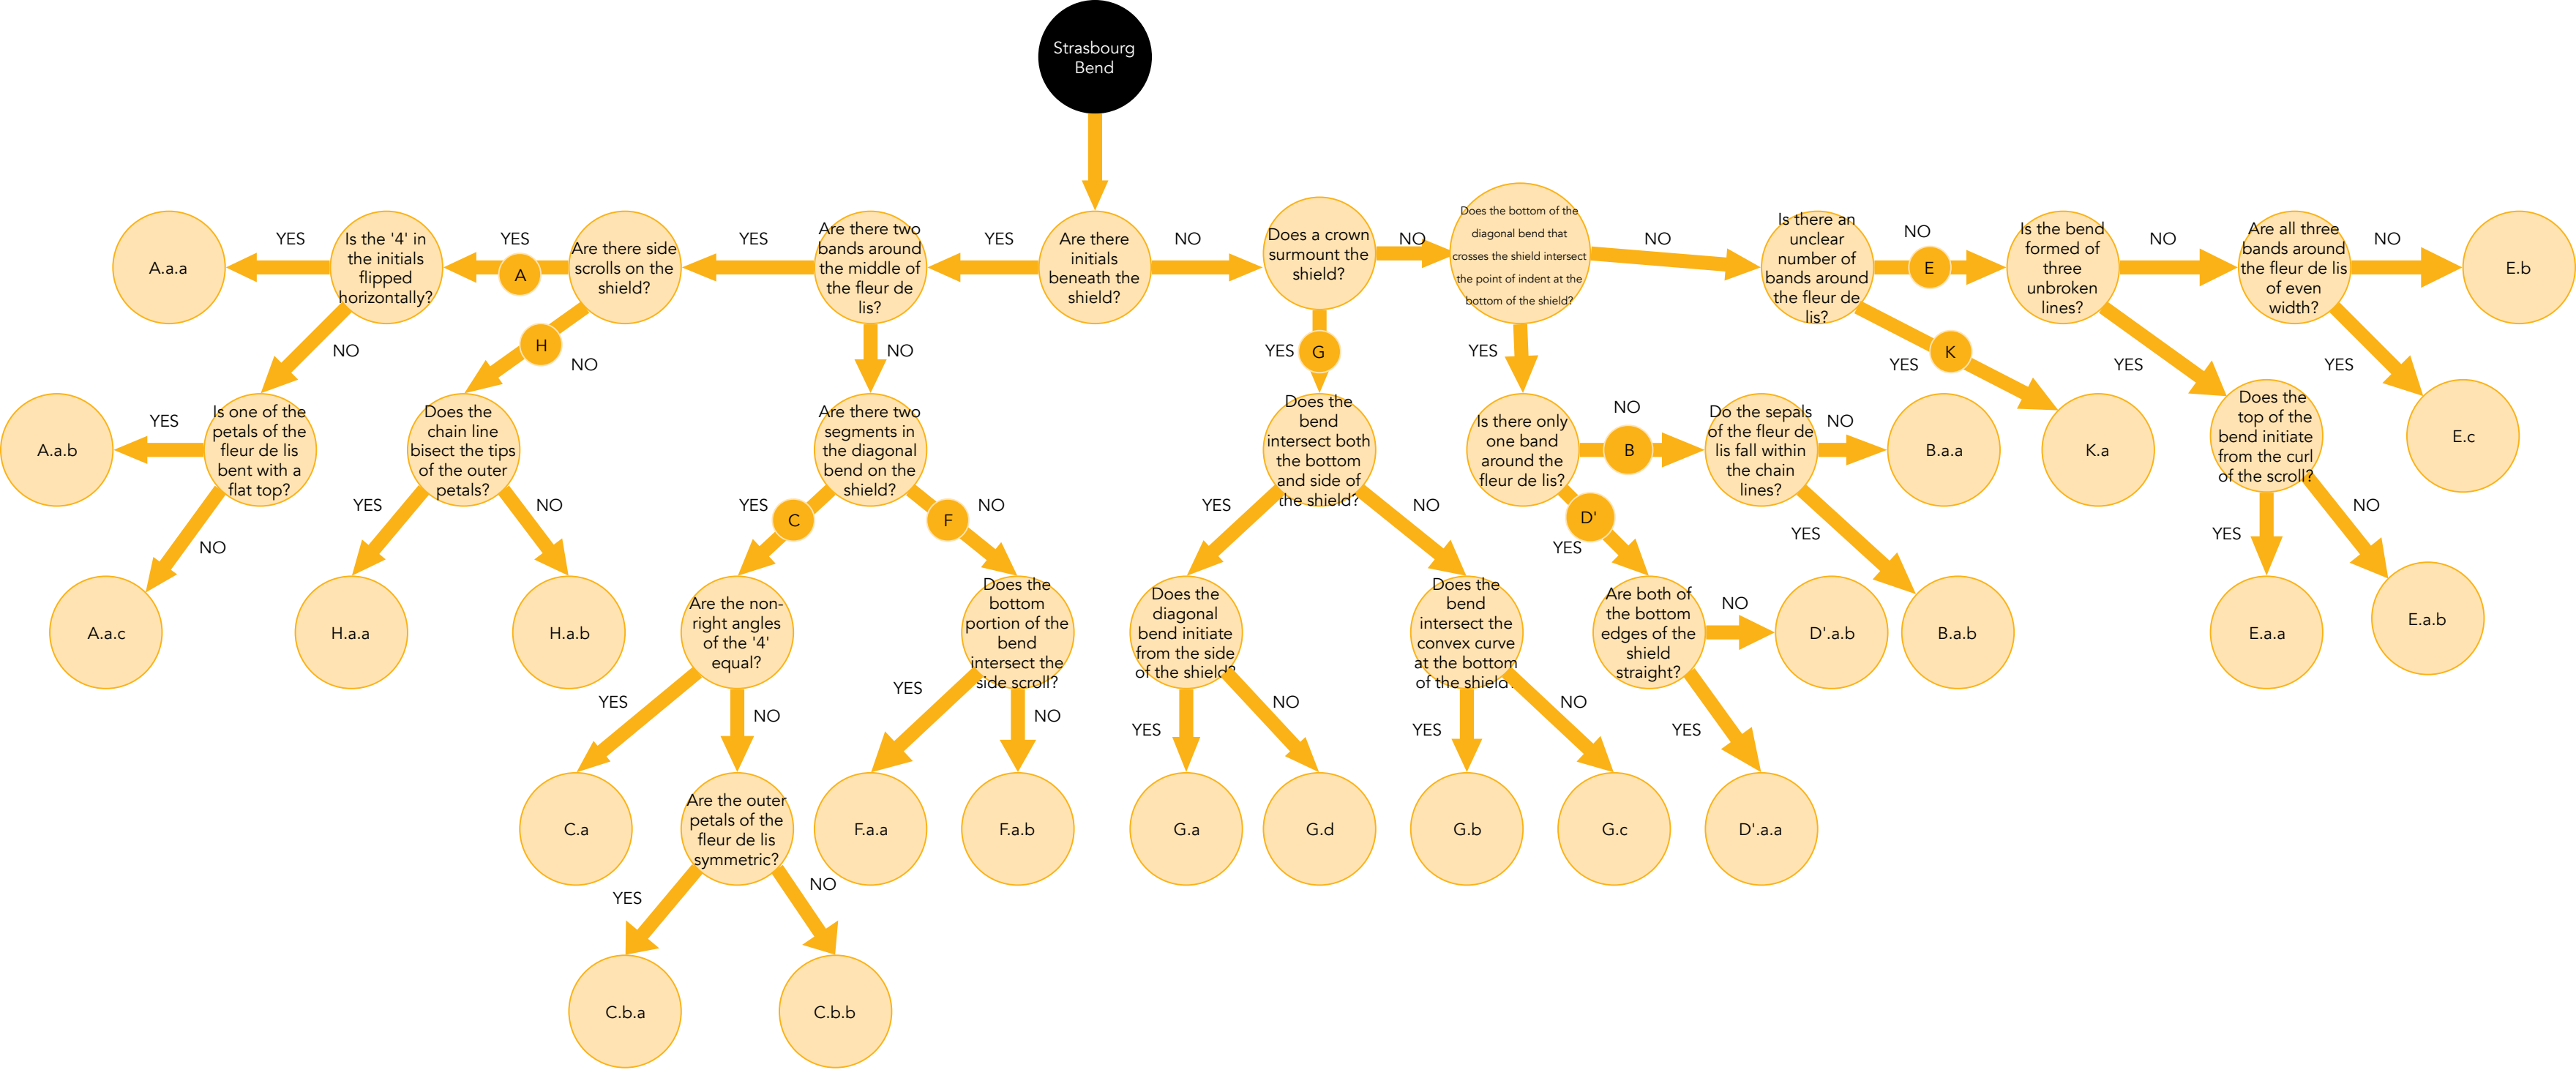 Strasbourg
Bend
Are there
initials
beneath the
shield?
YES
NO
Are there two
bands around
the middle of
the fleur de
lis?
YES
NO
Are there side
scrolls on the
shield?
YES
A
H
NO
Is the '4' in
the initials
flipped
horizontally?
YES
NO
A.a.a
Is one of the
petals of the
fleur de lis
bent with a
flat top?
YES
NO
A.a.b
A.a.c
Does the
chain line
bisect the tips
of the outer
petals?
YES
NO
H.a.a
H.a.b
Are there two
segments in
the diagonal
bend on the
shield?
YES
C
F
NO
Are the non-
right angles
of the '4'
equal?
YES
NO
C.a
Are the outer
petals of the
fleur de lis
symmetric?
YES
NO
C.b.a
C.b.b
Does the
bottom
portion of the
bend
intersect the
side scroll?
YES
NO
F.a.a
F.a.b
Does a crown
surmount the
shield?
NO
YES
G
Does the
bend
intersect both
the bottom
and side of
the shield?
YES
NO
Does the
diagonal
bend initiate
from the side
of the shield?
YES
NO
G.a
G.d
Does the
bend
intersect the
convex curve
at the bottom
of the shield?
YES
NO
G.b
G.c
Does the bottom of the
diagonal bend that
crosses the shield intersect
the point of indent at the
bottom of the shield?
NO
YES
Is there only
one band
around the
fleur de lis?
NO
B
D'
YES
Do the sepals
of the fleur de
lis fall within
the chain
lines?
NO
YES
B.a.a
B.a.b
Are both of
the bottom
edges of the
shield
straight?
NO
YES
D'.a.b
D'.a.a
Is there an
unclear
number of
bands around
the fleur de
lis?
NO
E
K
YES
K.a
Is the bend
formed of
three
unbroken
lines?
NO
YES
Does the
top of the
bend initiate
from the curl
of the scroll?
YES
NO
E.a.a
E.a.b
Are all three
bands around
the fleur de lis
of even
width?
NO
YES
E.b
E.c